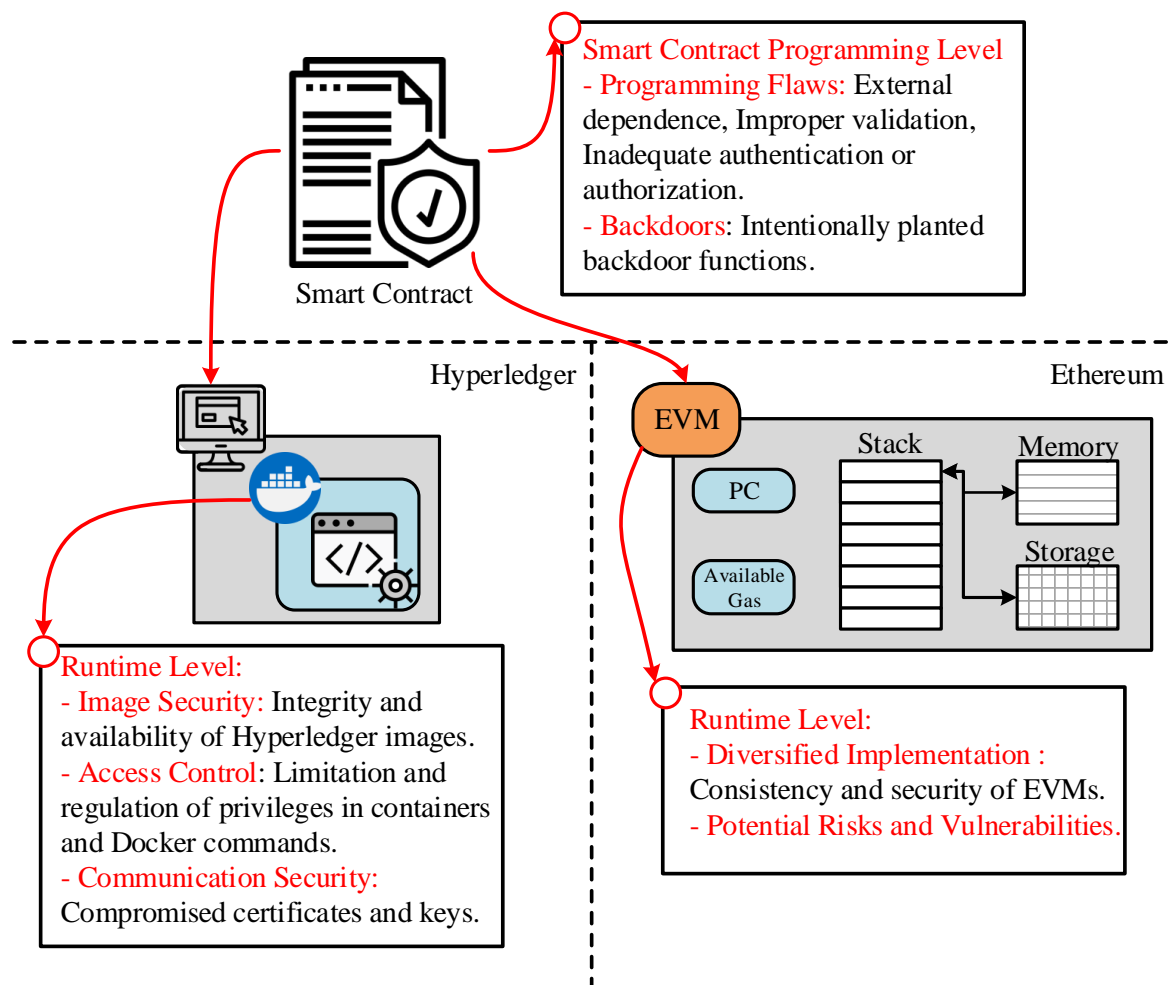 Smart Contract Programming Level
- Programming Flaws: External
dependence, Improper validation,
Inadequate authentication or
authorization.
- Backdoors: Intentionally planted
backdoor functions.
Smart Contract
Hyperledger
Ethereum
EVM
Stack
Memory
PC
Storage
Available
Gas
</>
Runtime Level:
- Image Security: Integrity and
availability of Hyperledger images.
- Access Control: Limitation and
regulation of privileges in containers
and Docker commands.
- Communication Security:
Compromised certificates and keys.
Runtime Level:
- Diversified Implementation :
Consistency and security of EVMs.
- Potential Risks and Vulnerabilities.